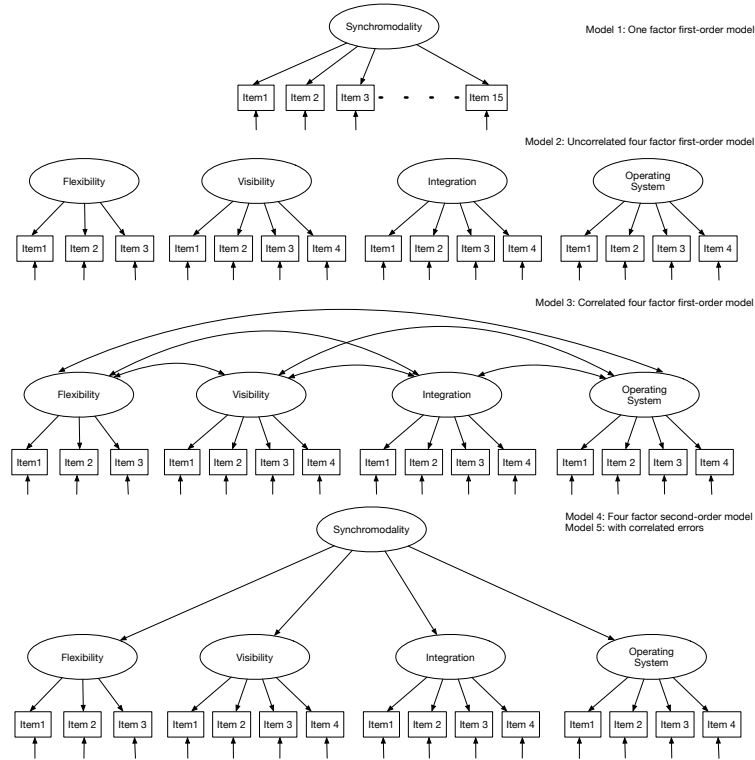 Synchromodality
Model 1: One factor first-order model
Item1 Item 2 Item 3 Item 15
Model 2: Uncorrelated four factor first-order model
Flexibility Visibility Integration Operating
System
Item1 Item 2 Item 3 Item1 Item 2 Item 3 Item 4 Item1 Item 2 Item 3 Item 4 Item1 Item 2 Item 3 Item 4
Model 3: Correlated four factor first-order model
Flexibility Visibility Integration Operating
System
Item1 Item 2 Item 3 Item1 Item 2 Item 3 Item 4 Item1 Item 2 Item 3 Item 4 Item1 Item 2 Item 3 Item 4
Model 4: Four factor second-order model
Model 5: with correlated errors
Synchromodality
Flexibility Visibility Integration Operating
System
Item1 Item 2 Item 3 Item1 Item 2 Item 3 Item 4 Item1 Item 2 Item 3 Item 4 Item1 Item 2 Item 3 Item 4